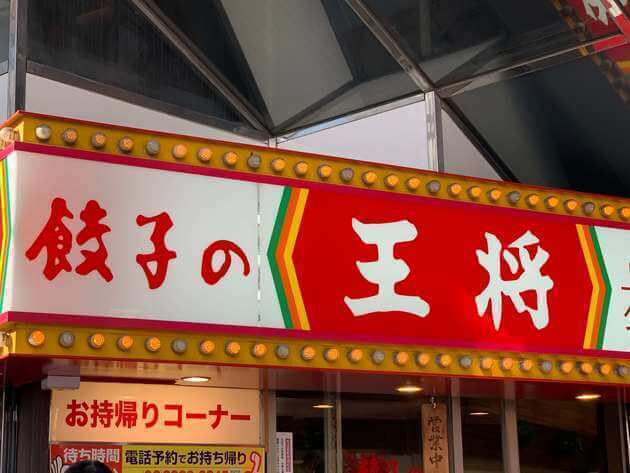 餃子の王将
お持帰りコーナー
待ち時間
電話予約でお持ち帰り
営業中